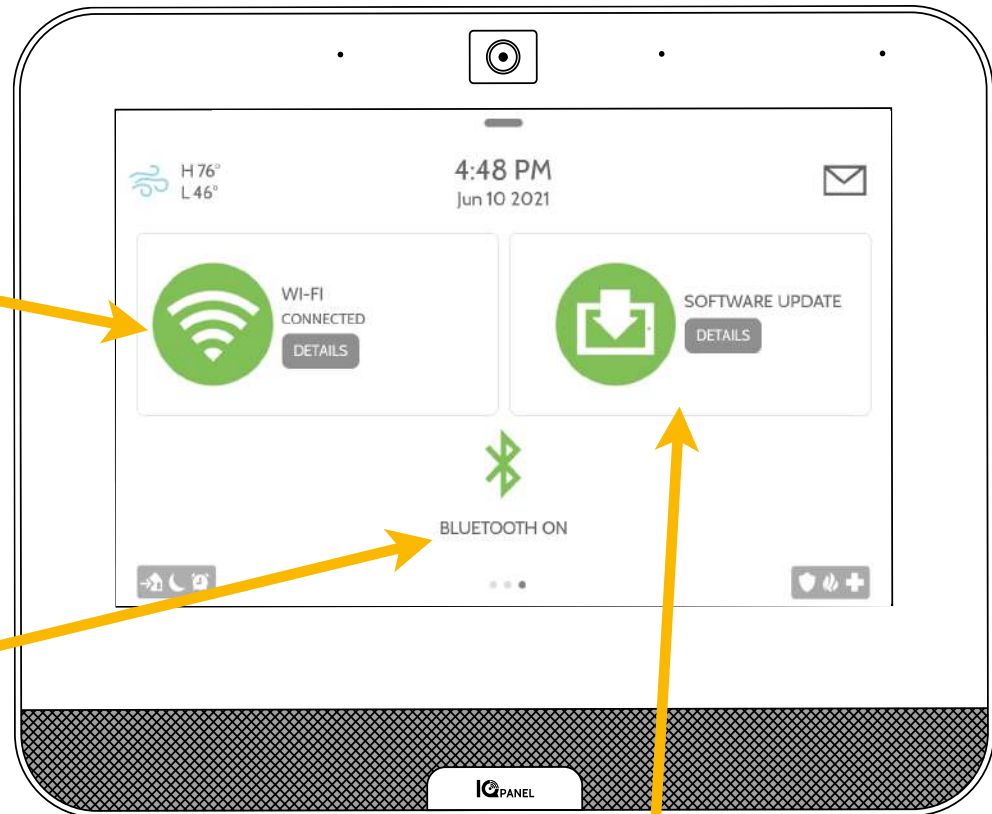 H 76°
L 46°
4:48 PM
Jun 10 2021
WI-FI
CONNECTED
DETAILS
SOFTWARE UPDATE
DETAILS
BLUETOOTH ON
IQ PANEL